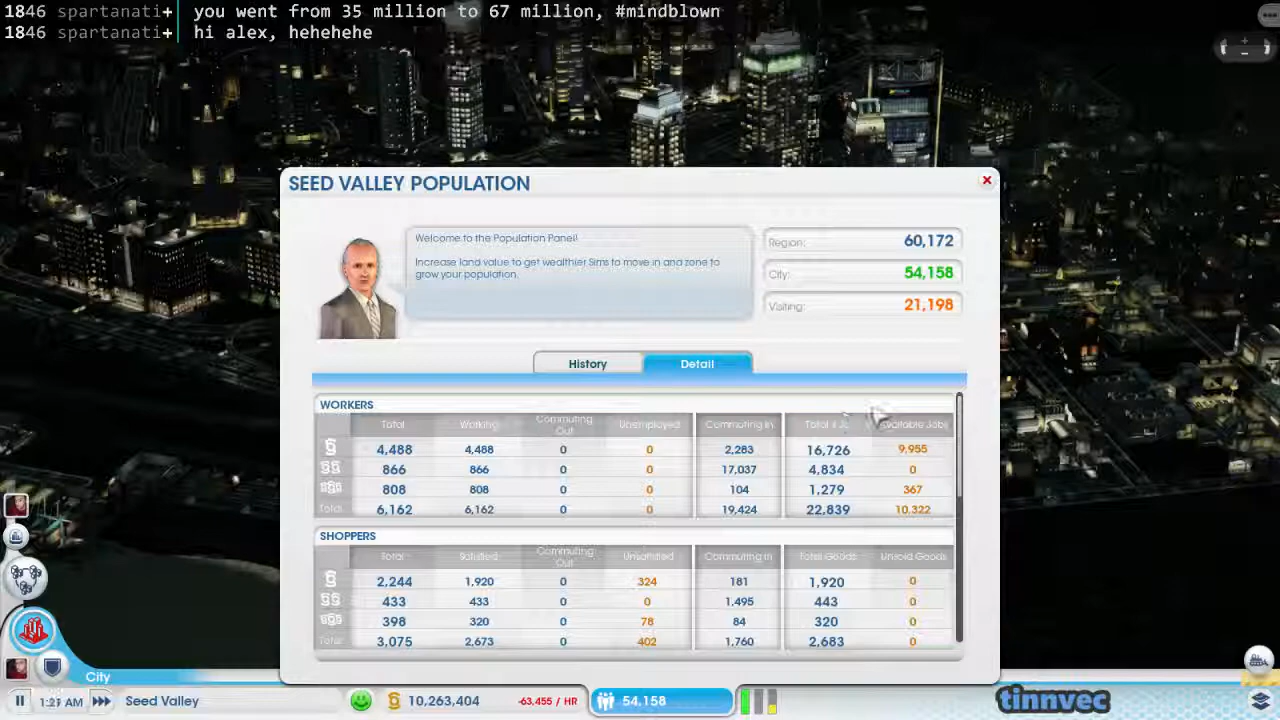 1846 spartanati+ you went from 35 million to 67 million, #mindblown
1846 spartanati+ hi alex, hehehehe
SEED VALLEY POPULATION
Welcome to the Population Panel!
Increase land value to get wealthier Sims to move in and zone to
grow your population.
Region: 60,172
City: 54,158
Visiting: 21,198
History Detail
WORKERS
Total Working Commuting Out Unemployed Commuting In Total Available Jobs
§ 4,488 4,488 0 0 2,283 16,726 9,955
§§ 866 866 0 0 17,037 4,834 0
§§§ 808 808 0 0 104 1,279 367
Total 6,162 6,162 0 0 19,424 22,839 10,322
SHOPPERS
Total Satisfied Commuting Out Unsatisfied Commuting In Total Goods Unsold Goods
§ 2,244 1,920 0 324 181 1,920 0
§§ 433 433 0 0 1,495 443 0
§§§ 398 320 0 78 84 320 0
Total 3,075 2,673 0 402 1,760 2,683 0
City
AM Seed Valley § 10,263,404 -63,455 / HR 54,158
tinnvec